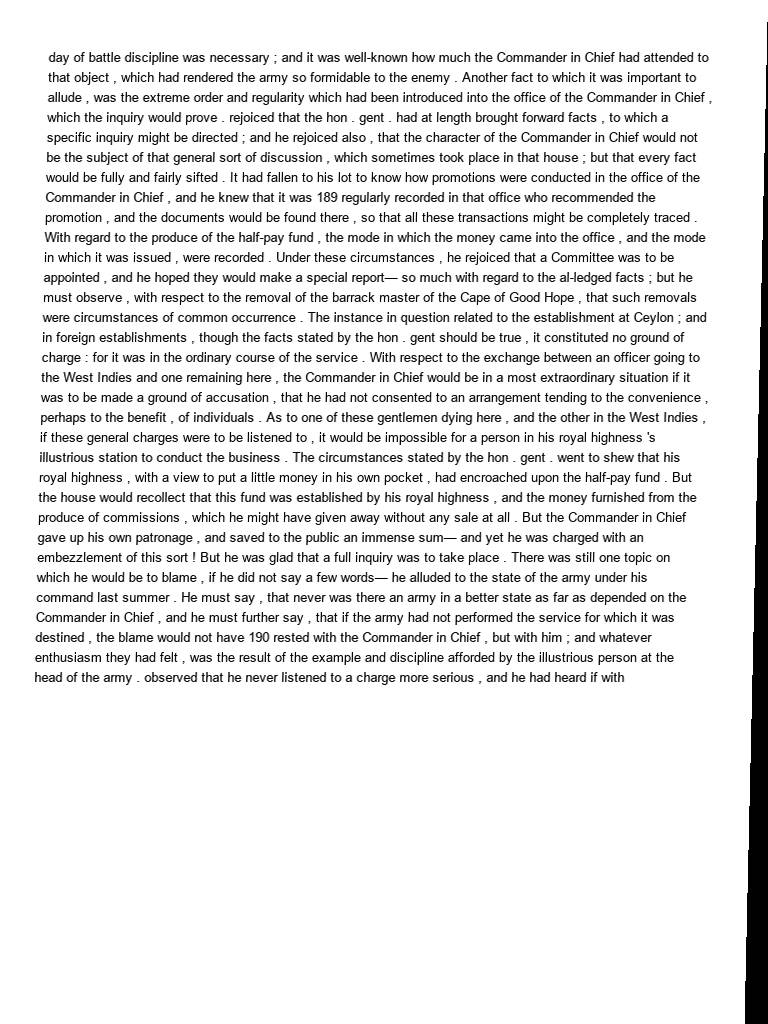 day of battle discipline was necessary ; and it was well-known how much the Commander in Chief had attended to
that object , which had rendered the army so formidable to the enemy . Another fact to which it was important to
allude , was the extreme order and regularity which had been introduced into the office of the Commander in Chief ,
which the inquiry would prove . rejoiced that the hon . gent . had at length brought forward facts , to which a
specific inquiry might be directed ; and he rejoiced also , that the character of the Commander in Chief would not
be the subject of that general sort of discussion , which sometimes took place in that house ; but that every fact
would be fully and fairly sifted . It had fallen to his lot to know how promotions were conducted in the office of the
Commander in Chief , and he knew that it was 189 regularly recorded in that office who recommended the
promotion , and the documents would be found there , so that all these transactions might be completely traced .
With regard to the produce of the half-pay fund , the mode in which the money came into the office , and the mode
in which it was issued , were recorded . Under these circumstances , he rejoiced that a Committee was to be
appointed , and he hoped they would make a special report— so much with regard to the al-ledged facts ; but he
must observe , with respect to the removal of the barrack master of the Cape of Good Hope , that such removals
were circumstances of common occurrence . The instance in question related to the establishment at Ceylon ; and
in foreign establishments , though the facts stated by the hon . gent should be true , it constituted no ground of
charge : for it was in the ordinary course of the service . With respect to the exchange between an officer going to
the West Indies and one remaining here , the Commander in Chief would be in a most extraordinary situation if it
was to be made a ground of accusation , that he had not consented to an arrangement tending to the convenience ,
perhaps to the benefit , of individuals . As to one of these gentlemen dying here , and the other in the West Indies ,
if these general charges were to be listened to , it would be impossible for a person in his royal highness 's
illustrious station to conduct the business . The circumstances stated by the hon . gent . went to shew that his
royal highness , with a view to put a little money in his own pocket , had encroached upon the half-pay fund . But
the house would recollect that this fund was established by his royal highness , and the money furnished from the
produce of commissions , which he might have given away without any sale at all . But the Commander in Chief
gave up his own patronage , and saved to the public an immense sum— and yet he was charged with an
embezzlement of this sort ! But he was glad that a full inquiry was to take place . There was still one topic on
which he would be to blame , if he did not say a few words— he alluded to the state of the army under his
command last summer . He must say , that never was there an army in a better state as far as depended on the
Commander in Chief , and he must further say , that if the army had not performed the service for which it was
destined , the blame would not have 190 rested with the Commander in Chief , but with him ; and whatever
enthusiasm they had felt , was the result of the example and discipline afforded by the illustrious person at the
head of the army . observed that he never listened to a charge more serious , and he had heard if with